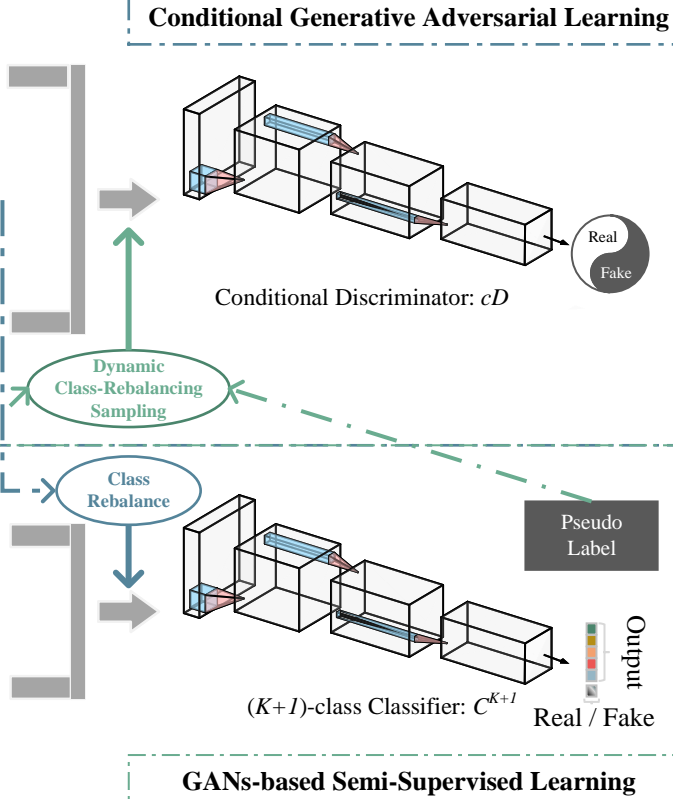 Conditional Generative Adversarial Learning
Real
Fake
Conditional Discriminator: cD
Dynamic
Class-Rebalancing
Sampling
Class
Rebalance
Pseudo
Label
Output
(K+1)-class Classifier: C^{K+1}
Real / Fake
GANs-based Semi-Supervised Learning